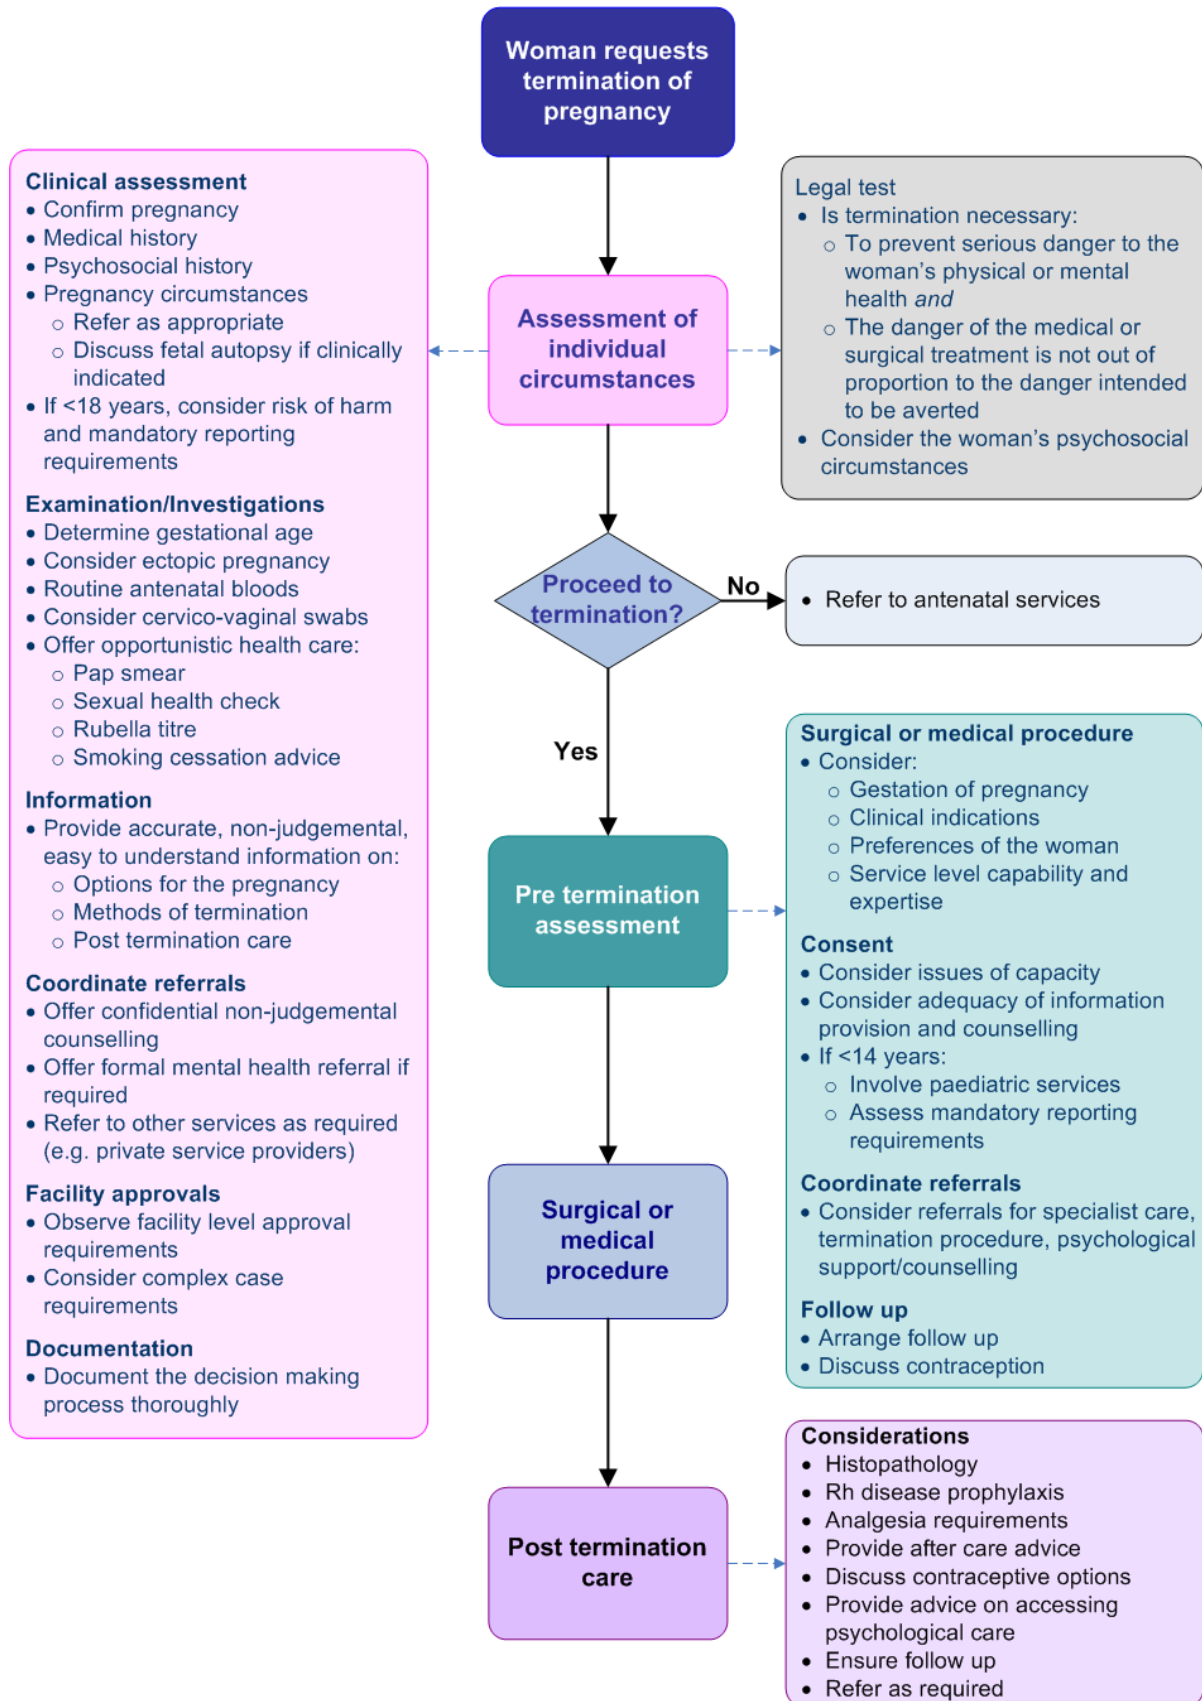 Woman requests
termination of
pregnancy
Clinical assessment
• Confirm pregnancy
• Medical history
• Psychosocial history
• Pregnancy circumstances
o Refer as appropriate
o Discuss fetal autopsy if clinically
indicated
• If <18 years, consider risk of harm
and mandatory reporting
requirements
Examination/Investigations
• Determine gestational age
• Consider ectopic pregnancy
• Routine antenatal bloods
• Consider cervico-vaginal swabs
• Offer opportunistic health care:
o Pap smear
o Sexual health check
o Rubella titre
o Smoking cessation advice
Information
• Provide accurate, non-judgemental,
easy to understand information on:
o Options for the pregnancy
o Methods of termination
o Post termination care
Coordinate referrals
• Offer confidential non-judgemental
counselling
• Offer formal mental health referral if
required
• Refer to other services as required
(e.g. private service providers)
Facility approvals
• Observe facility level approval
requirements
• Consider complex case
requirements
Documentation
• Document the decision making
process thoroughly
Assessment of
individual
circumstances
Legal test
• Is termination necessary:
o To prevent serious danger to the
woman's physical or mental
health and
o The danger of the medical or
surgical treatment is not out of
proportion to the danger intended
to be averted
• Consider the woman's psychosocial
circumstances
Proceed to
termination?
No
• Refer to antenatal services
Yes
Pre termination
assessment
Surgical or medical procedure
• Consider:
o Gestation of pregnancy
o Clinical indications
o Preferences of the woman
o Service level capability and
expertise
Consent
• Consider issues of capacity
• Consider adequacy of information
provision and counselling
• If <14 years:
o Involve paediatric services
o Assess mandatory reporting
requirements
Coordinate referrals
• Consider referrals for specialist care,
termination procedure, psychological
support/counselling
Follow up
• Arrange follow up
• Discuss contraception
Surgical or
medical
procedure
Post termination
care
Considerations
• Histopathology
• Rh disease prophylaxis
• Analgesia requirements
• Provide after care advice
• Discuss contraceptive options
• Provide advice on accessing
psychological care
• Ensure follow up
• Refer as required